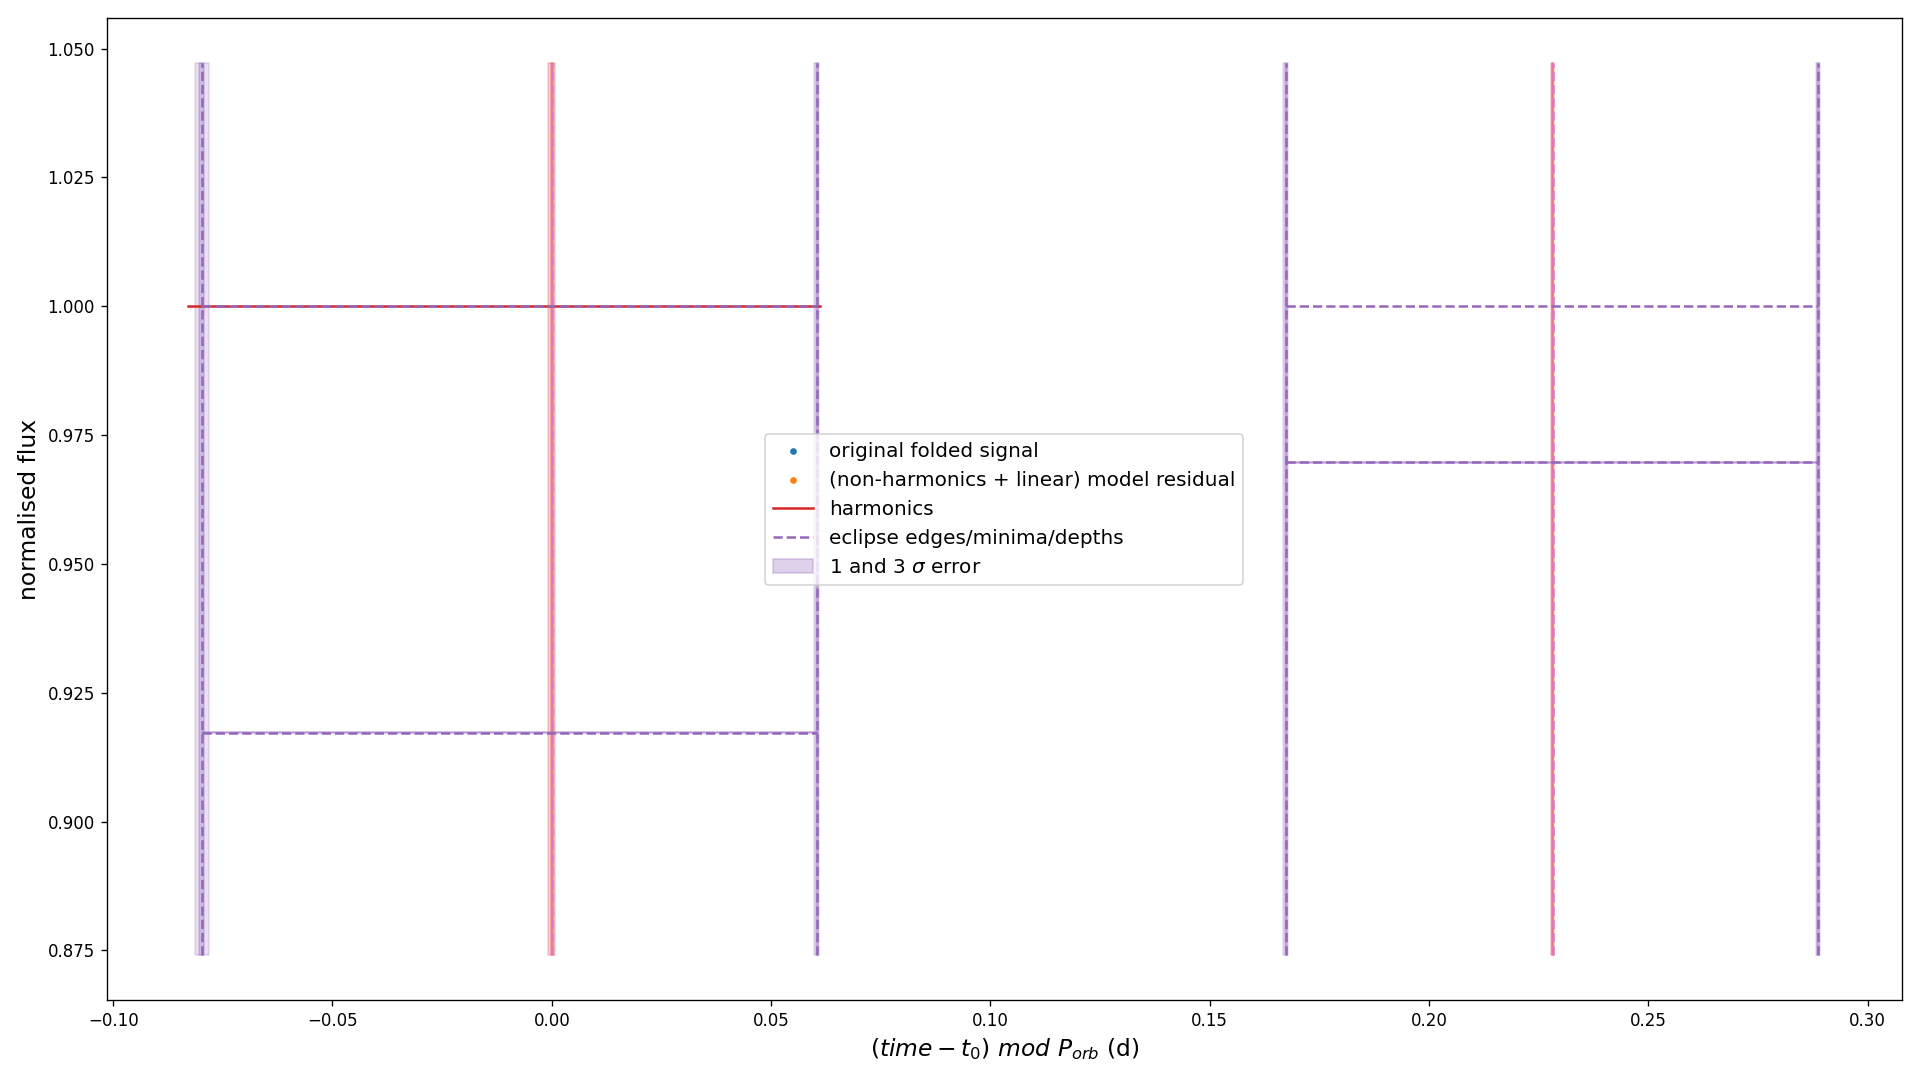 1.050
1.025
1.000
0.975
0.950
0.925
0.900
0.875
normalised flux
original folded signal
(non-harmonics + linear) model residual
harmonics
eclipse edges/minima/depths
1 and 3 σ error
−0.10 −0.05 0.00 0.05 0.10 0.15 0.20 0.25 0.30
(time − t₀) mod P_orb (d)